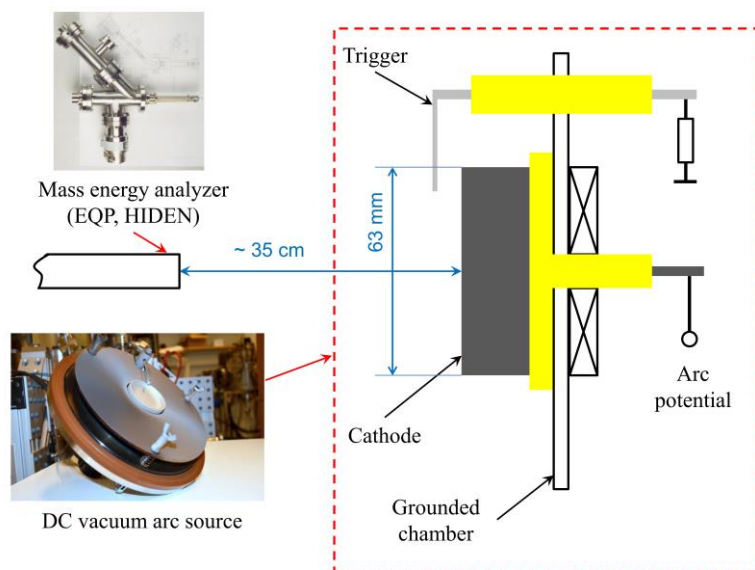 Trigger
Mass energy analyzer
(EQP, HIDEN)
~ 35 cm
63 mm
Arc
potential
Cathode
Grounded
chamber
DC vacuum arc source